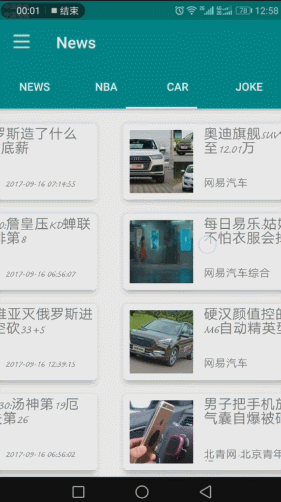 00:01 结束 78 12:58
News
NEWS NBA CAR JOKE
罗斯造了什么
底薪
2017-09-16 07:14:55
奥迪旗舰SUV
至12.01万
网易汽车
詹皇压KD蝉联
第8
2017-09-16 06:56:07
每日易乐:姑娘
不怕衣服会掉
网易汽车综合
维亚灭俄罗斯进
空砍33+5
2017-09-16 12:39:15
硬汉颜值控的
M6自动精英型
网易汽车
30:汤神第19厄
第26
2017-09-16 06:56:02
男子把手机放
气囊自爆被砸
北青网-北京青年